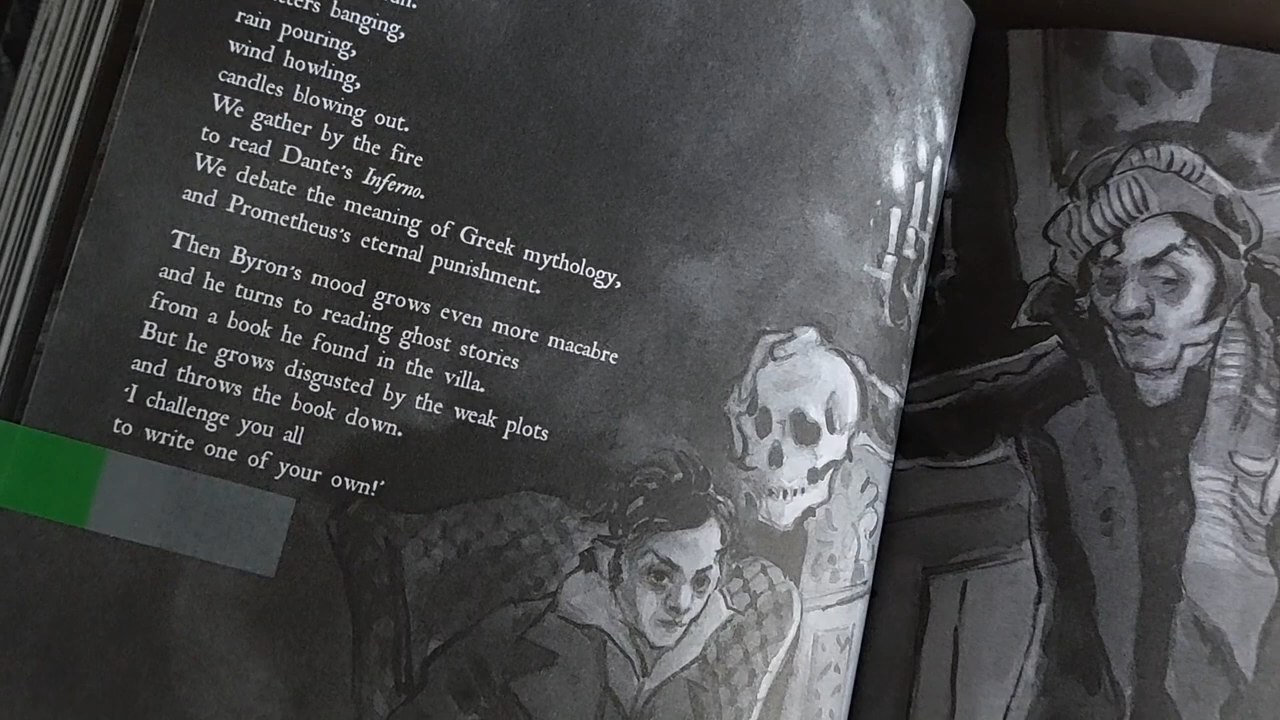 banging,
rain pouring,
wind howling,
candles blowing out.
We gather by the fire
to read Dante's Inferno.
We debate the meaning of Greek mythology,
and Prometheus's eternal punishment.
Then Byron's mood grows even more macabre
and he turns to reading ghost stories
from a book he found in the villa.
But he grows disgusted by the weak plots
and throws the book down.
'I challenge you all
to write one of your own!'